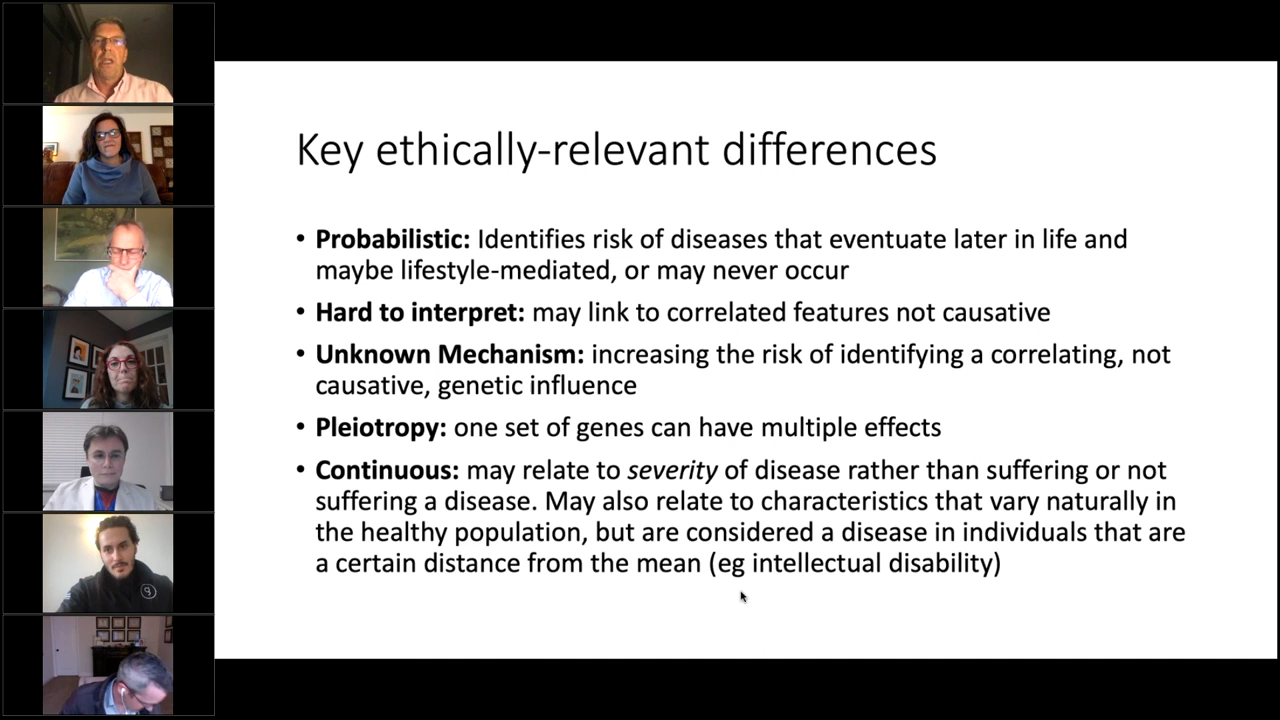 Key ethically-relevant differences
• Probabilistic: Identifies risk of diseases that eventuate later in life and
maybe lifestyle-mediated, or may never occur
• Hard to interpret: may link to correlated features not causative
• Unknown Mechanism: increasing the risk of identifying a correlating, not
causative, genetic influence
• Pleiotropy: one set of genes can have multiple effects
• Continuous: may relate to severity of disease rather than suffering or not
suffering a disease. May also relate to characteristics that vary naturally in
the healthy population, but are considered a disease in individuals that are
a certain distance from the mean (eg intellectual disability)